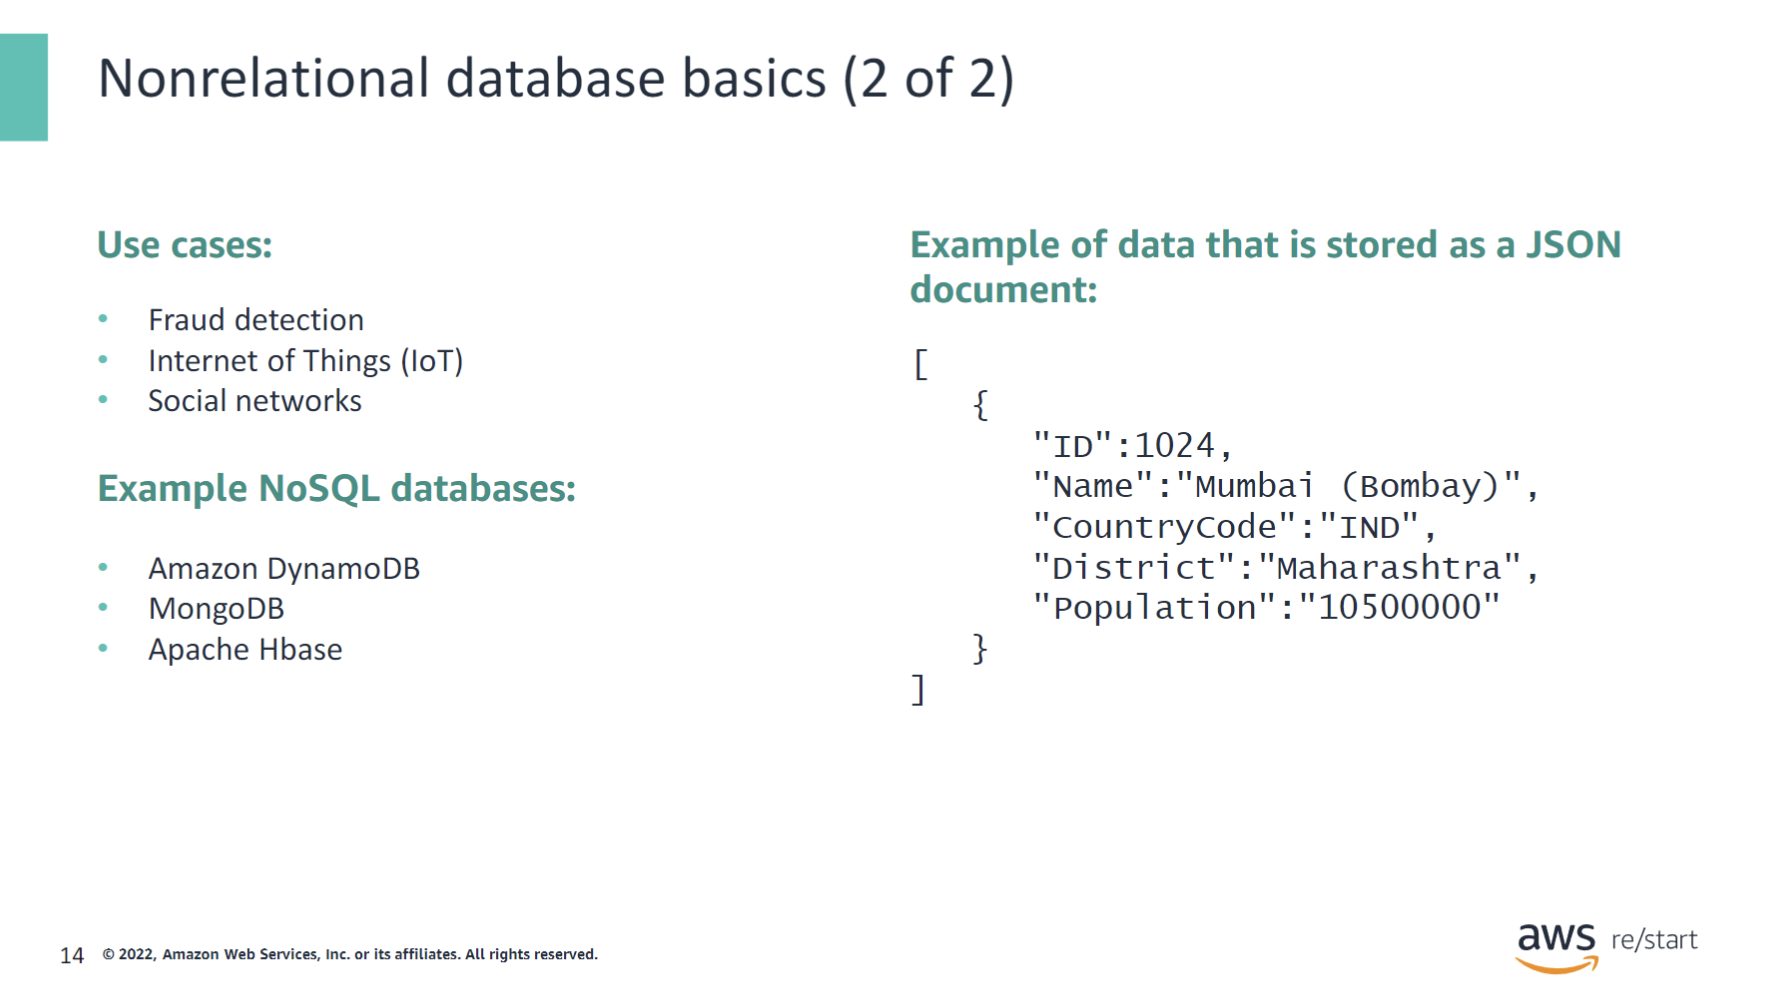 Nonrelational database basics (2 of 2)
Use cases:
• Fraud detection
• Internet of Things (IoT)
• Social networks
Example NoSQL databases:
• Amazon DynamoDB
• MongoDB
• Apache Hbase
Example of data that is stored as a JSON
document:
[
{
"ID":1024,
"Name":"Mumbai (Bombay)",
"CountryCode":"IND",
"District":"Maharashtra",
"Population":"10500000"
}
]
14 © 2022, Amazon Web Services, Inc. or its affiliates. All rights reserved.
aws re/start